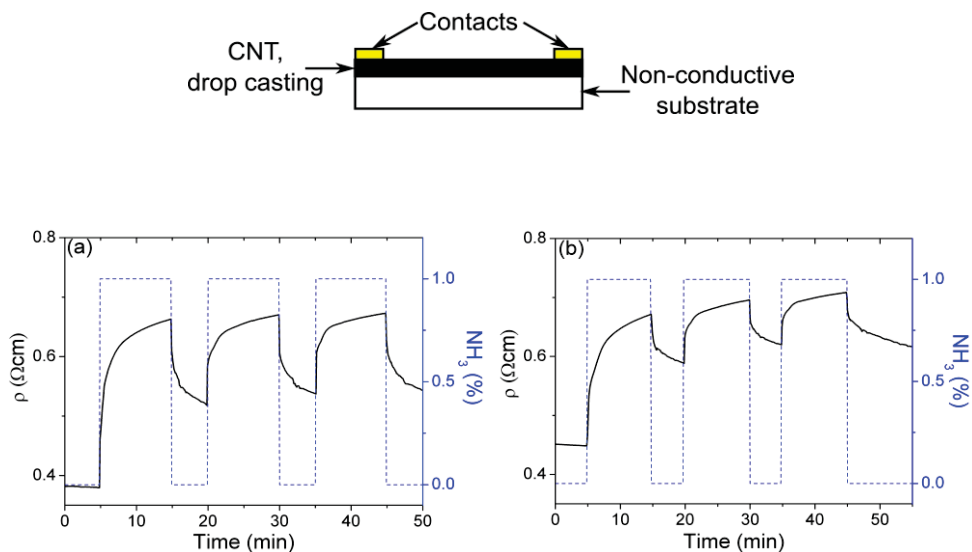 Contacts
CNT,
drop casting
Non-conductive
substrate
(a)
0.8
0.6
0.4
ρ (Ωcm)
0 10 20 30 40 50
Time (min)
1.0
0.5
0.0
NH₃ (%)
(b)
0.8
0.6
0.4
ρ (Ωcm)
0 10 20 30 40 50
Time (min)
1.0
0.5
0.0
NH₃ (%)